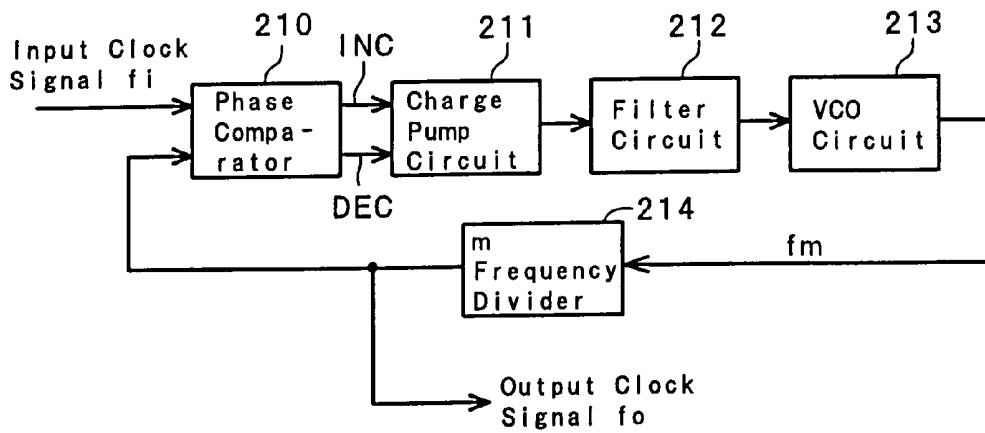 210
INC
211
212
213
Input Clock
Signal fi
Phase
Compa-
rator
Charge
Pump
Circuit
Filter
Circuit
VCO
Circuit
DEC
214
m
Frequency
Divider
fm
Output Clock
Signal fo